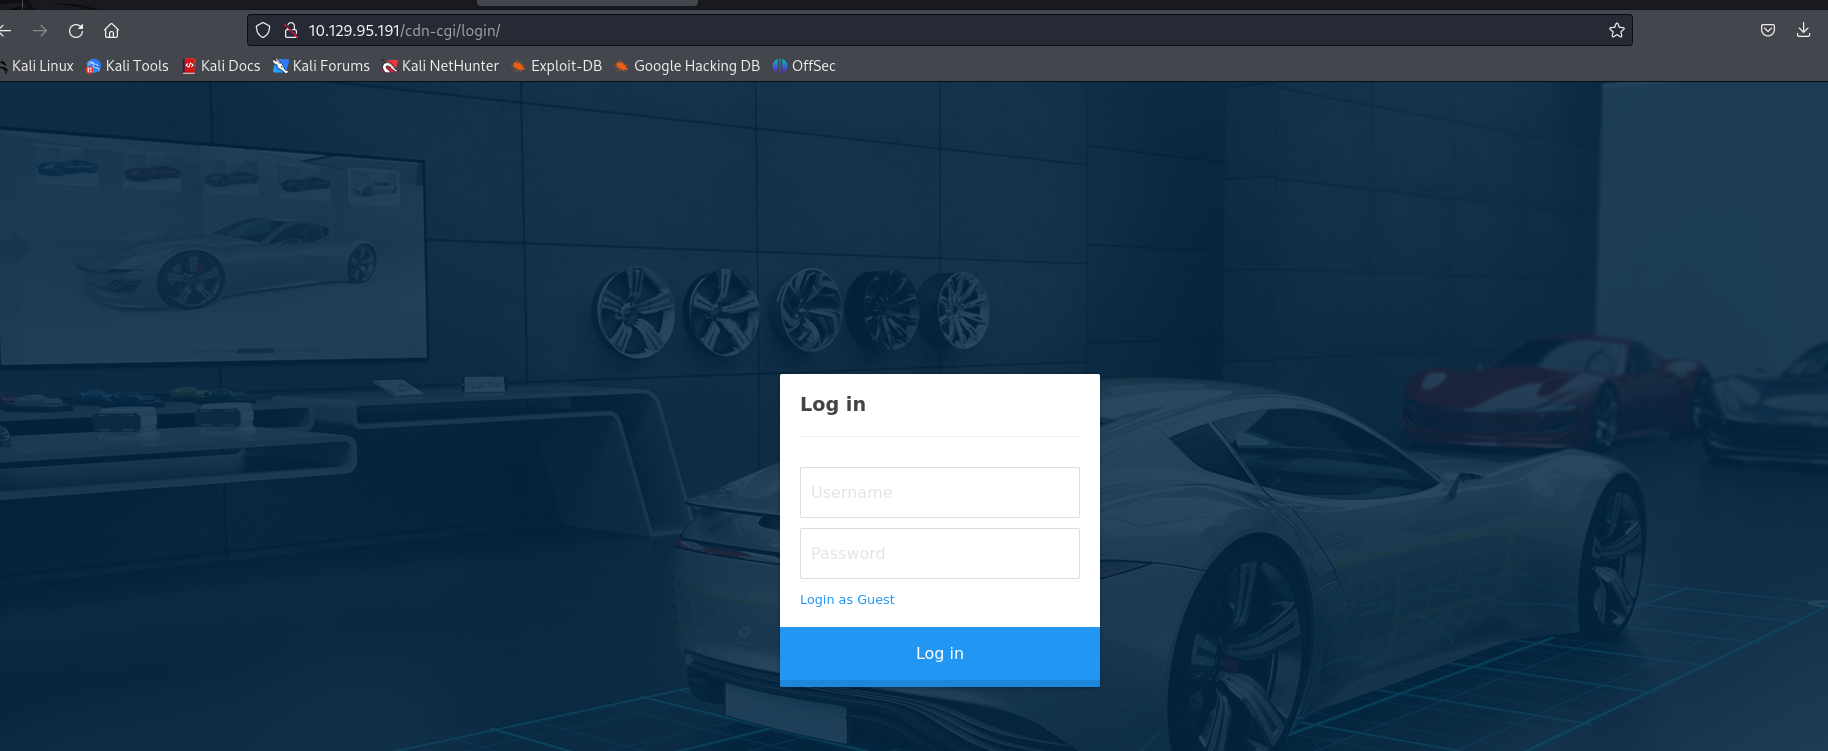 10.129.95.191/cdn-cgi/login/
Kali Linux Kali Tools Kali Docs Kali Forums Kali NetHunter Exploit-DB Google Hacking DB OffSec
Log in
Username
Password
Login as Guest
Log in